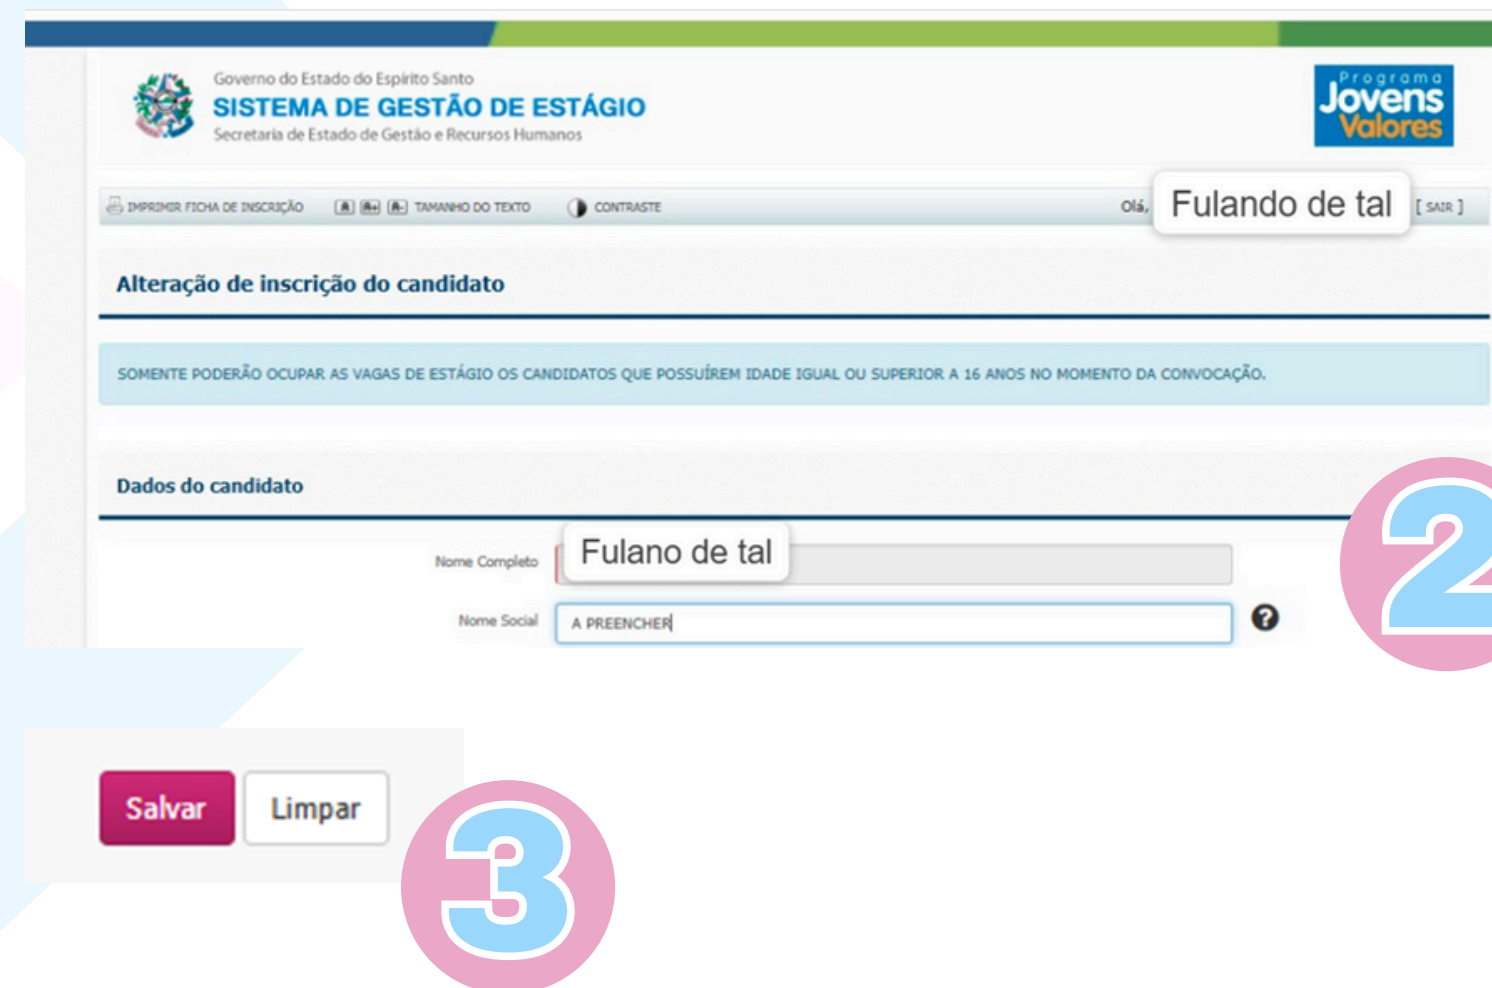 Governo do Estado do Espírito Santo
SISTEMA DE GESTÃO DE ESTÁGIO
Secretaria de Estado de Gestão e Recursos Humanos
Programa
Jovens
Valores
IMPRIMIR FICHA DE INSCRIÇÃO A A+ A- TAMANHO DO TEXTO CONTRASTE Olá, Fulando de tal [ SAIR ]
Alteração de inscrição do candidato
SOMENTE PODERÃO OCUPAR AS VAGAS DE ESTÁGIO OS CANDIDATOS QUE POSSUÍREM IDADE IGUAL OU SUPERIOR A 16 ANOS NO MOMENTO DA CONVOCAÇÃO.
Dados do candidato
Nome Completo Fulano de tal
Nome Social A PREENCHER ?
2
Salvar Limpar
3